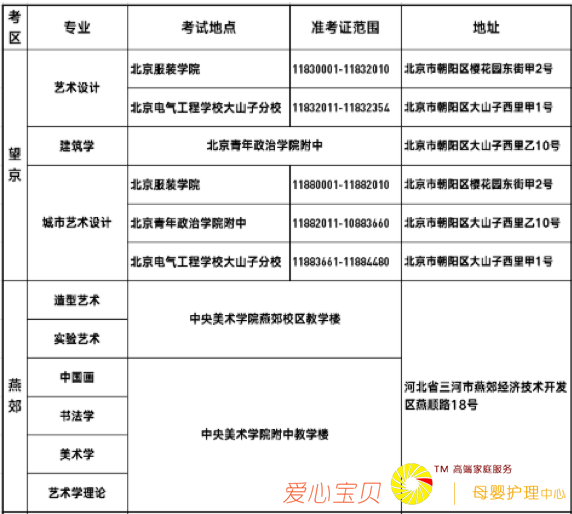 考区 专业 考试地点 准考证范围 地址
望京
艺术设计
北京服装学院 11830001-11832010 北京市朝阳区樱花园东街甲2号
北京电气工程学校大山子分校 11832011-11832354 北京市朝阳区大山子西里甲1号
建筑学 北京青年政治学院附中 北京市朝阳区大山子西里乙10号
城市艺术设计
北京服装学院 11880001-11882010 北京市朝阳区樱花园东街甲2号
北京青年政治学院附中 11882011-10883660 北京市朝阳区大山子西里乙10号
北京电气工程学校大山子分校 11883661-11884480 北京市朝阳区大山子西里甲1号
燕郊
造型艺术
实验艺术
中央美术学院燕郊校区教学楼
中国画
书法学
美术学
艺术学理论
中央美术学院附中教学楼
河北省三河市燕郊经济技术开发
区燕顺路18号
爱心宝贝
TM 高端家庭服务
母婴护理中心